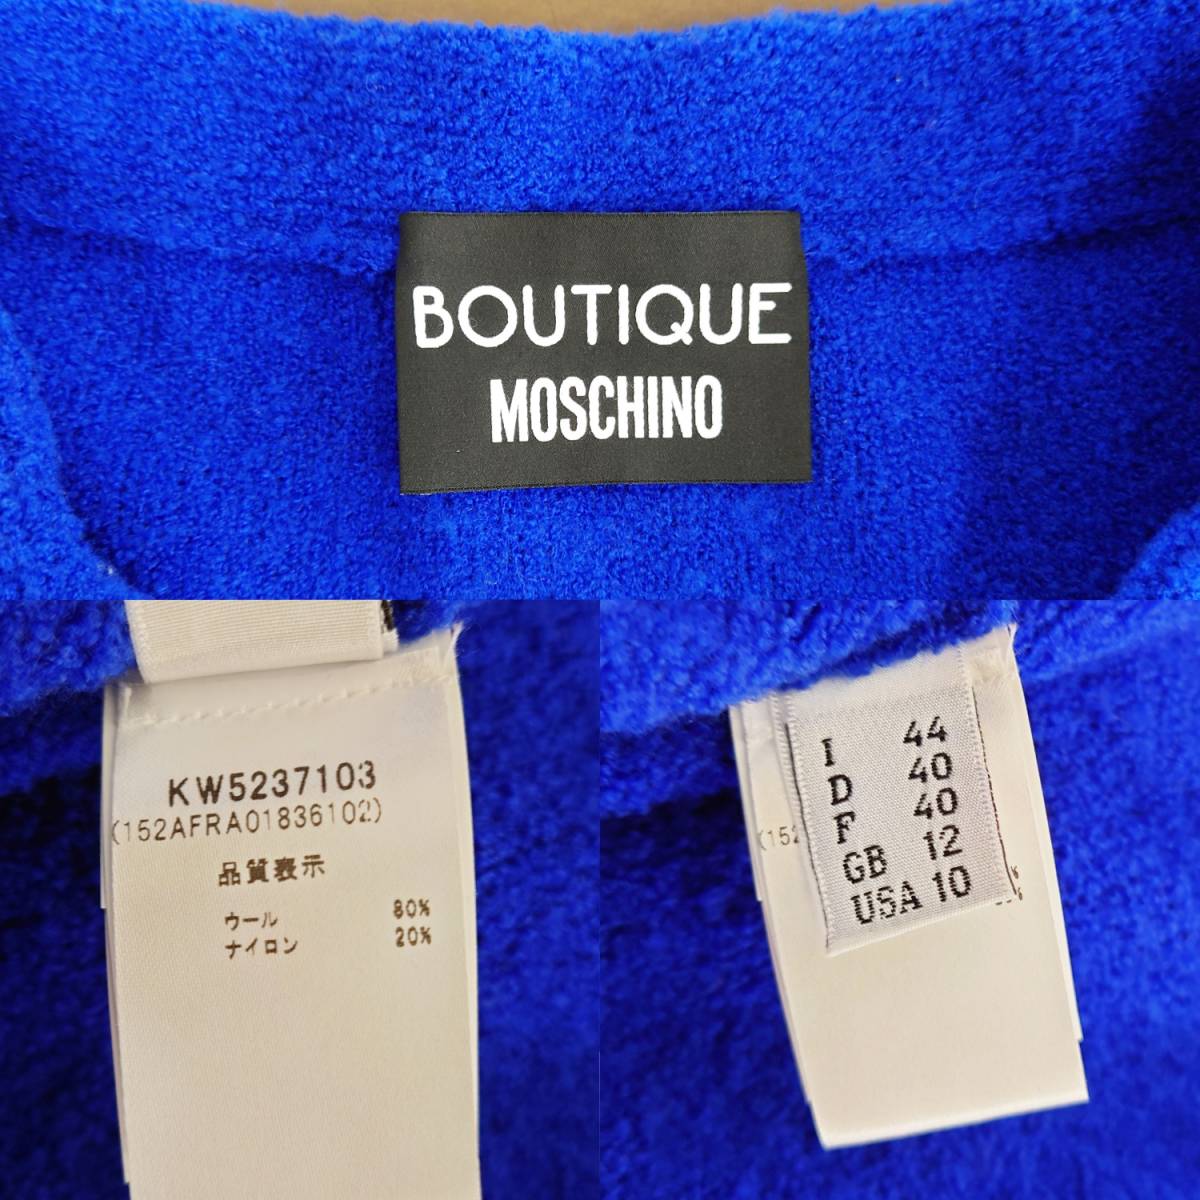 BOUTIQUE
MOSCHINO
KW5237103
(152AFRA01836102)
品質表示
ウール 80%
ナイロン 20%
I 44
D 40
F 40
GB 12
USA 10
(152